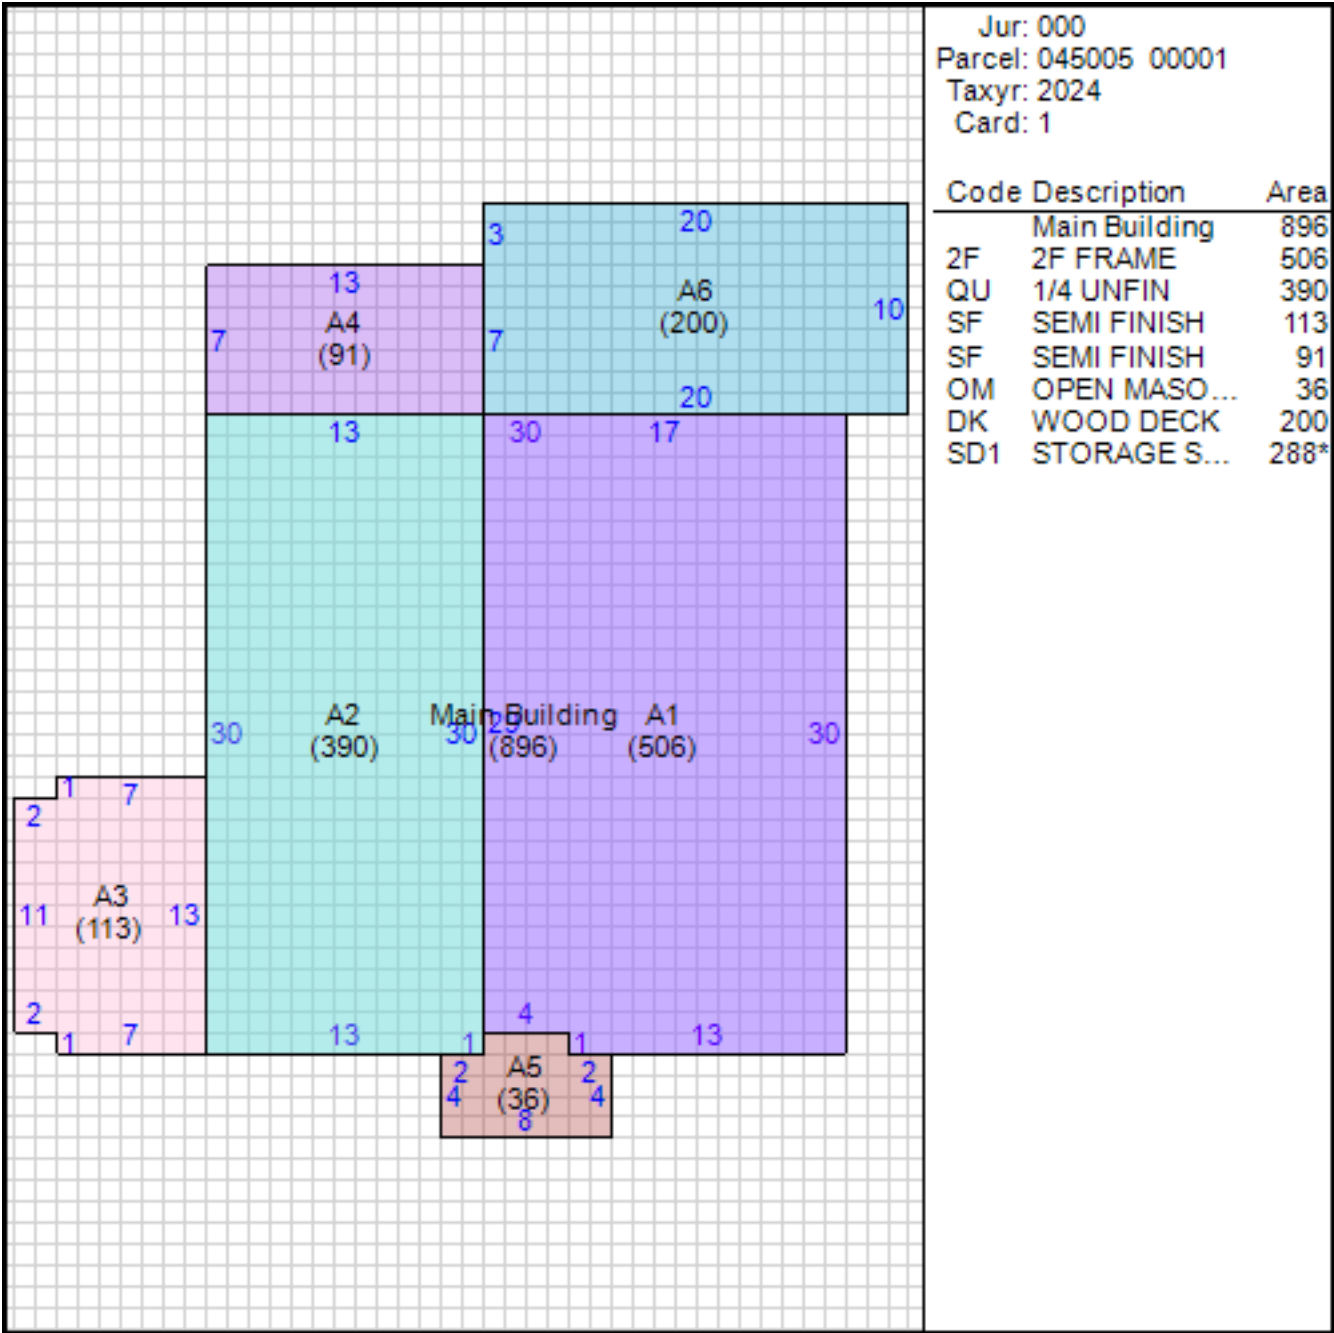 Jur: 000
Parcel: 045005 00001
Taxyr: 2024
Card: 1
Code Description Area
Main Building 896
2F 2F FRAME 506
QU 1/4 UNFIN 390
SF SEMI FINISH 113
SF SEMI FINISH 91
OM OPEN MASO... 36
DK WOOD DECK 200
SD1 STORAGE S... 288*
20
3
A6
(200)
10
7
20
13
A4
(91)
7
13
30 17
A2
(390)
30
30
Main Building
(896)
29
A1
(506)
30
1 7
2
A3
(113)
11 13
2
1 7
13
4
1
1
13
A5
(36)
2
4
2
4
8